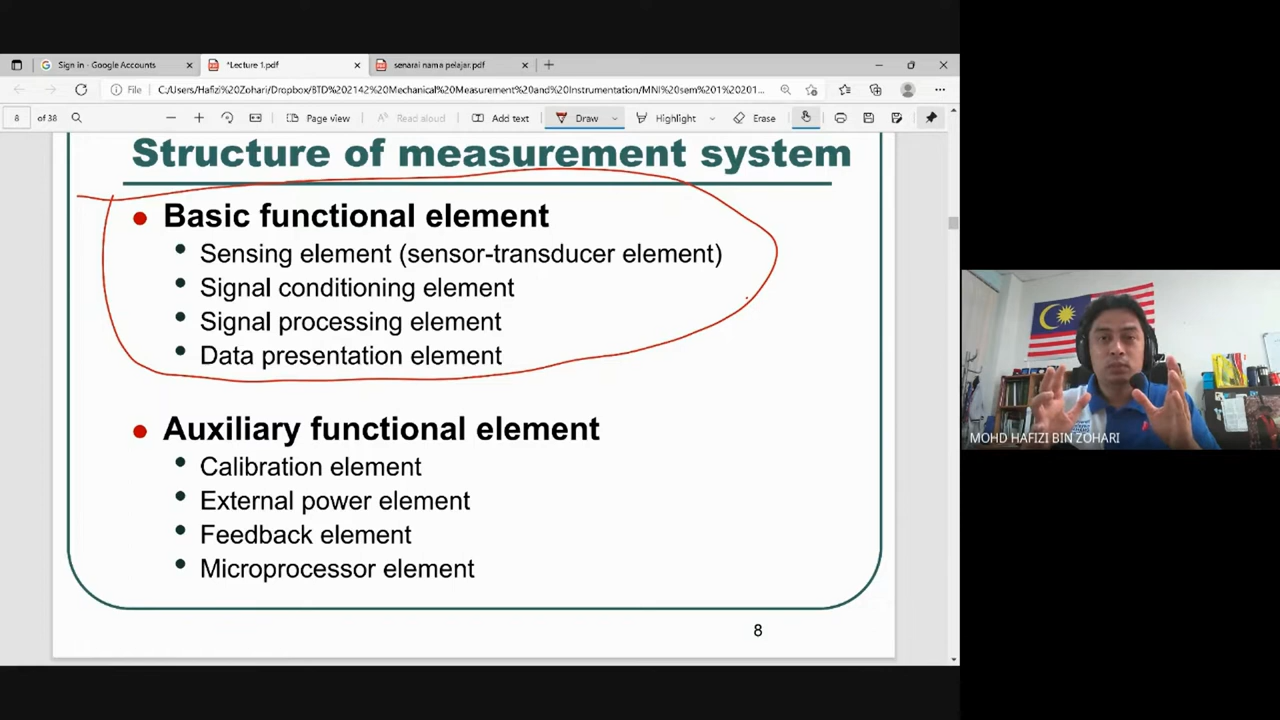 Sign in - Google Accounts
*Lecture 1.pdf
senarai nama pelajar.pdf
File
C:/Users/Hafizi%20Zohari/Dropbox/BTD%202142%20Mechanical%20Measurement%20and%20Instrumentation/MNI%20sem%201%20201...
8 of 38
Page view
Read aloud
Add text
Draw
Highlight
Erase
Structure of measurement system
Basic functional element
Sensing element (sensor-transducer element)
Signal conditioning element
Signal processing element
Data presentation element
Auxiliary functional element
Calibration element
External power element
Feedback element
Microprocessor element
8
MOHD HAFIZI BIN ZOHARI